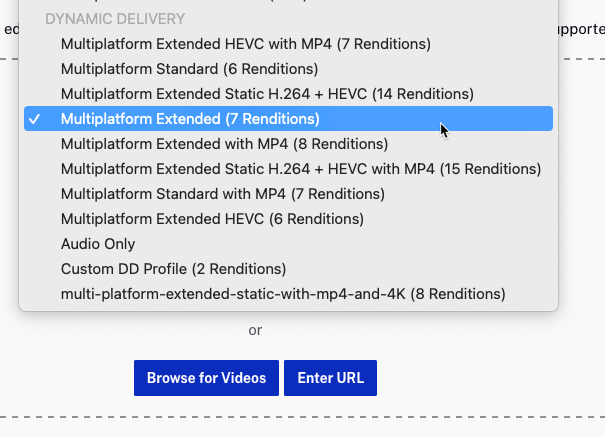 DYNAMIC DELIVERY
ed
upporte
Multiplatform Extended HEVC with MP4 (7 Renditions)
Multiplatform Standard (6 Renditions)
Multiplatform Extended Static H.264 + HEVC (14 Renditions)
✓ Multiplatform Extended (7 Renditions)
Multiplatform Extended with MP4 (8 Renditions)
Multiplatform Extended Static H.264 + HEVC with MP4 (15 Renditions)
Multiplatform Standard with MP4 (7 Renditions)
Multiplatform Extended HEVC (6 Renditions)
Audio Only
Custom DD Profile (2 Renditions)
multi-platform-extended-static-with-mp4-and-4K (8 Renditions)
or
Browse for Videos Enter URL